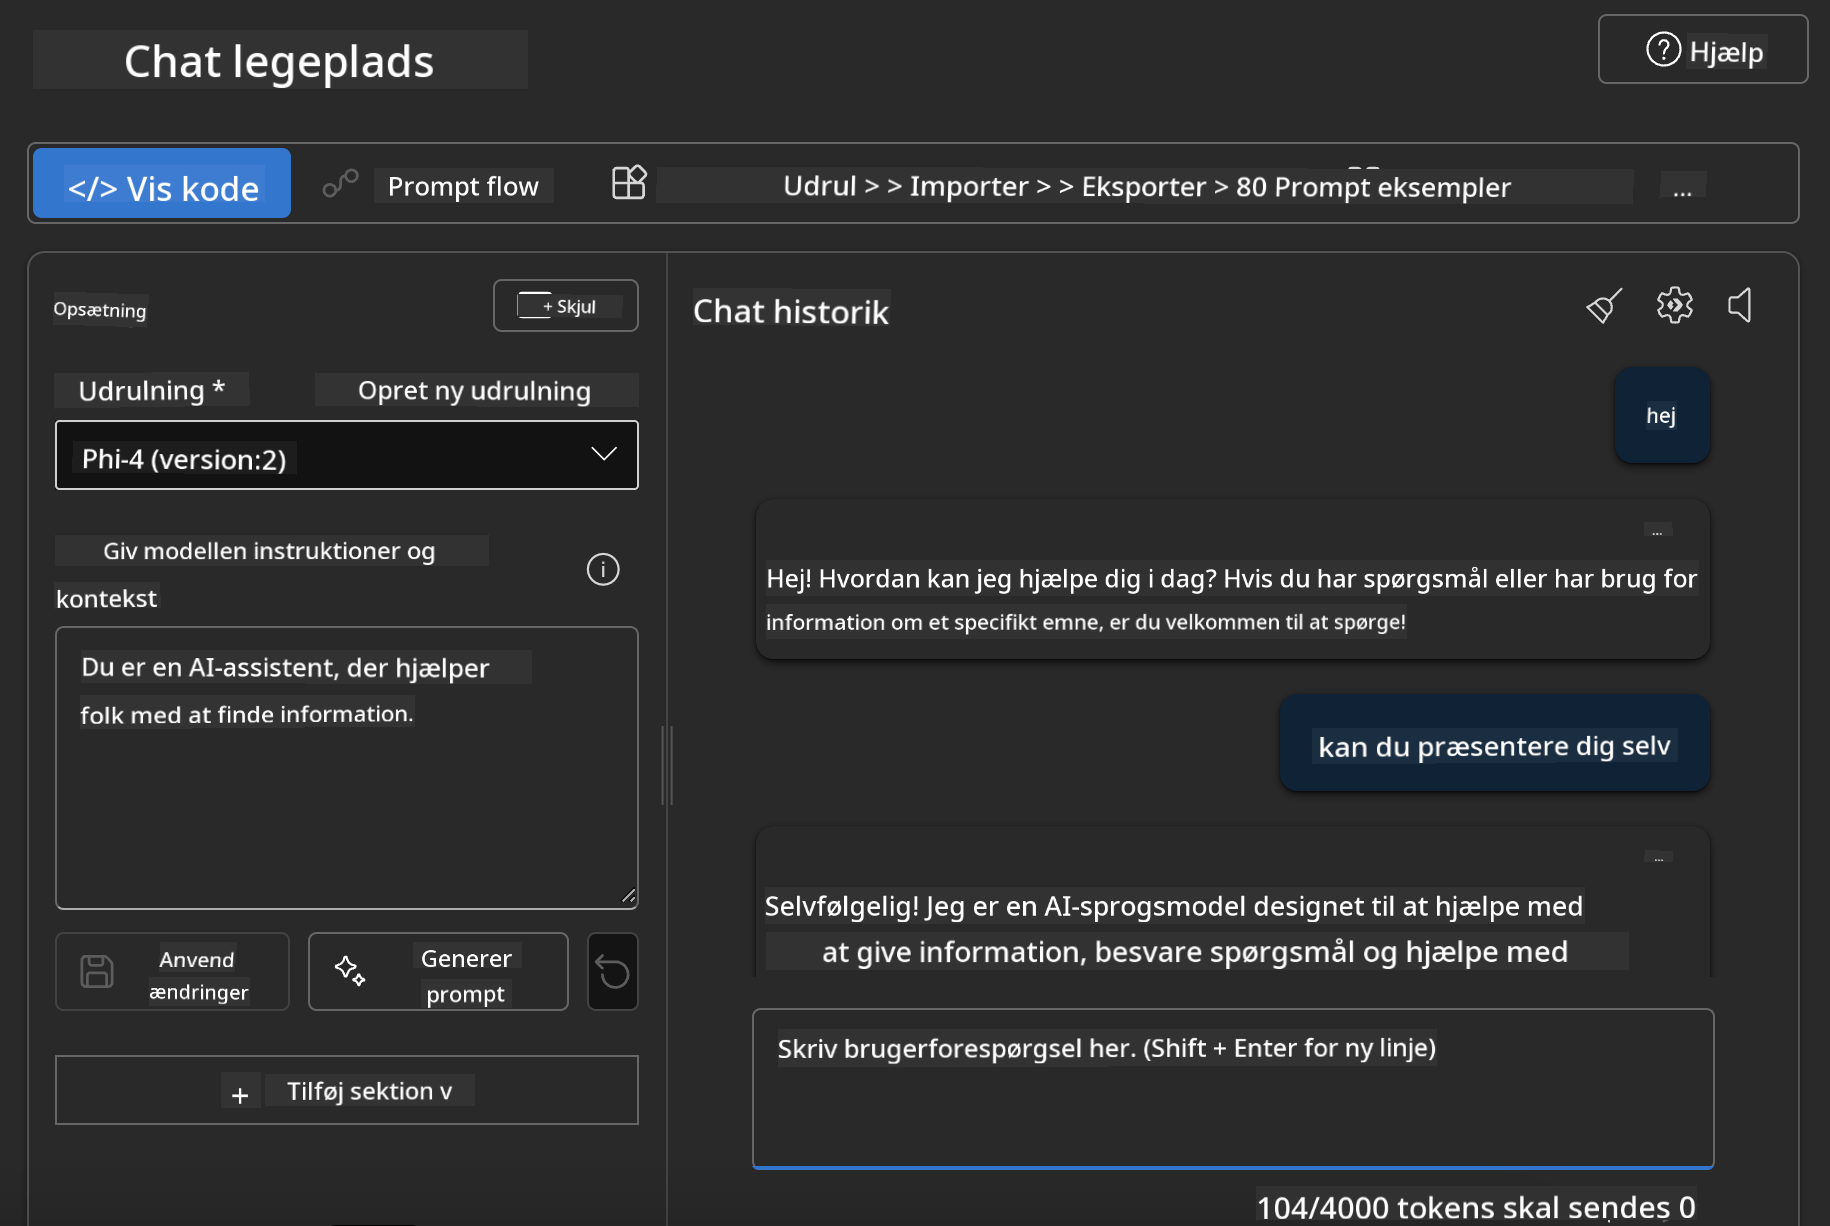 Chat legeplads
Hjælp
</> Vis kode
Prompt flow
Udrul > > Importer > > Eksporter > 80 Prompt eksempler
...
Opsætning
+ Skjul
Udrulning *
Opret ny udrulning
Phi-4 (version:2)
Giv modellen instruktioner og
kontekst
Du er en AI-assistent, der hjælper
folk med at finde information.
Anvend
ændringer
Generer
prompt
+ Tilføj sektion v
Chat historik
hej
...
Hej! Hvordan kan jeg hjælpe dig i dag? Hvis du har spørgsmål eller har brug for
information om et specifikt emne, er du velkommen til at spørge!
kan du præsentere dig selv
...
Selvfølgelig! Jeg er en AI-sprogsmodel designet til at hjælpe med
at give information, besvare spørgsmål og hjælpe med
Skriv brugerforespørgsel her. (Shift + Enter for ny linje)
104/4000 tokens skal sendes 0